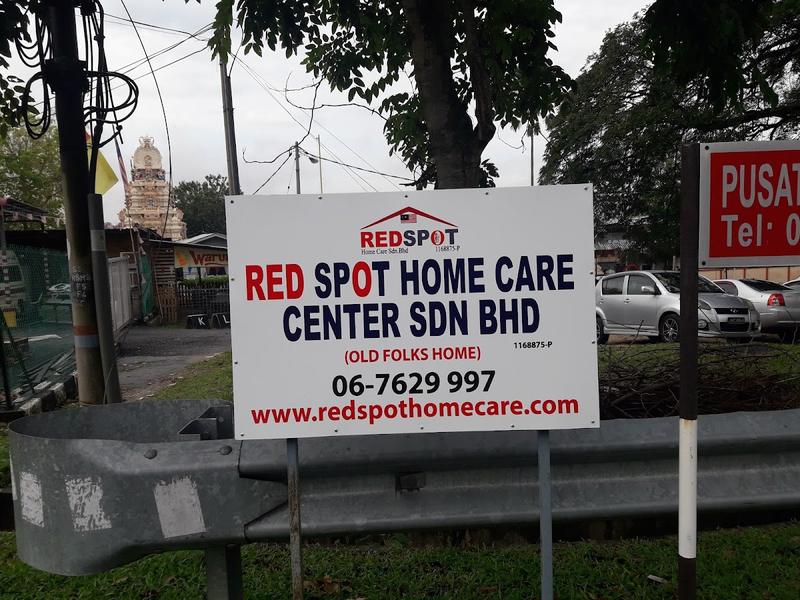 REDSPOT
Home Care Sdn.Bhd 1168875-P
RED SPOT HOME CARE
CENTER SDN BHD
1168875-P
(OLD FOLKS HOME)
06-7629 997
www.redspothomecare.com
PUSAT
Tel: 0
Warun